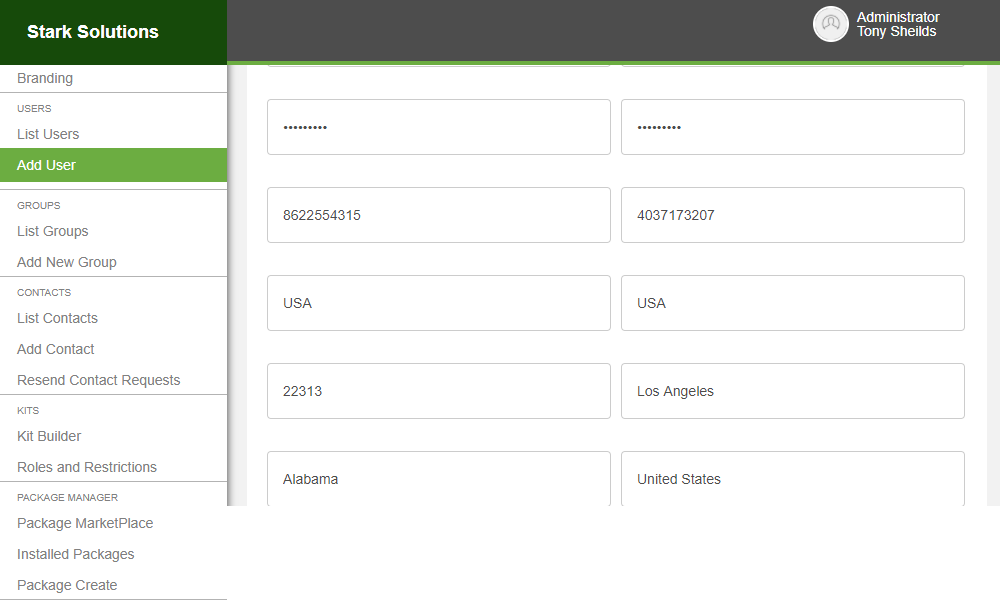 Stark Solutions
Administrator
Tony Sheilds
Branding
USERS
List Users
Add User
GROUPS
List Groups
Add New Group
CONTACTS
List Contacts
Add Contact
Resend Contact Requests
KITS
Kit Builder
Roles and Restrictions
PACKAGE MANAGER
Package MarketPlace
Installed Packages
Package Create
••••••••• •••••••••
8622554315 4037173207
USA USA
22313 Los Angeles
Alabama United States